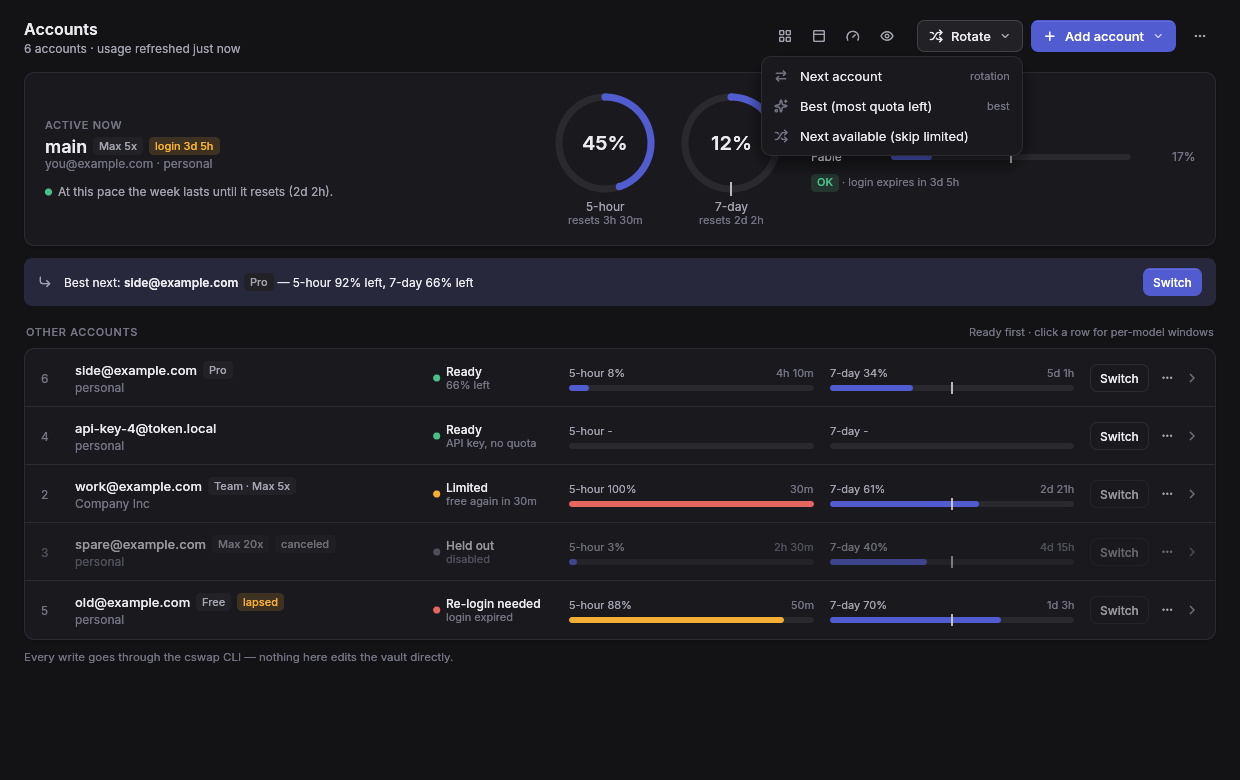 Accounts
6 accounts · usage refreshed just now
Rotate
Add account
Next account rotation
Best (most quota left) best
Next available (skip limited)
ACTIVE NOW
main Max 5x login 3d 5h
you@example.com · personal
At this pace the week lasts until it resets (2d 2h).
45%
5-hour
resets 3h 30m
12%
7-day
resets 2d 2h
Fable 17%
OK · login expires in 3d 5h
Best next: side@example.com Pro — 5-hour 92% left, 7-day 66% left
Switch
OTHER ACCOUNTS
Ready first · click a row for per-model windows
6 side@example.com Pro
personal
Ready
66% left
5-hour 8% 4h 10m
7-day 34% 5d 1h
Switch
4 api-key-4@token.local
personal
Ready
API key, no quota
5-hour -
7-day -
Switch
2 work@example.com Team · Max 5x
Company Inc
Limited
free again in 30m
5-hour 100% 30m
7-day 61% 2d 21h
Switch
3 spare@example.com Max 20x canceled
personal
Held out
disabled
5-hour 3% 2h 30m
7-day 40% 4d 15h
Switch
5 old@example.com Free lapsed
personal
Re-login needed
login expired
5-hour 88% 50m
7-day 70% 1d 3h
Switch
Every write goes through the cswap CLI — nothing here edits the vault directly.